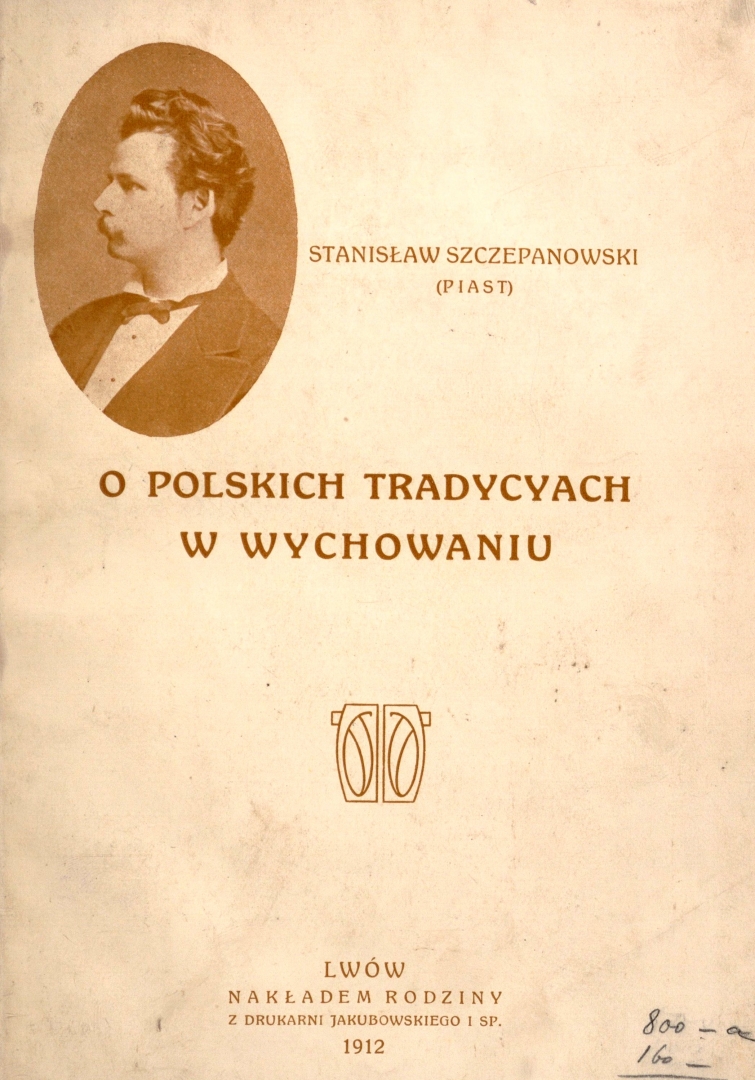 STANISŁAW SZCZEPANOWSKI
(PIAST)
O POLSKICH TRADYCYACH
W WYCHOWANIU
LWÓW
NAKŁADEM RODZINY
Z DRUKARNI JAKUBOWSKIEGO I SP.
1912
800 – a
160 –